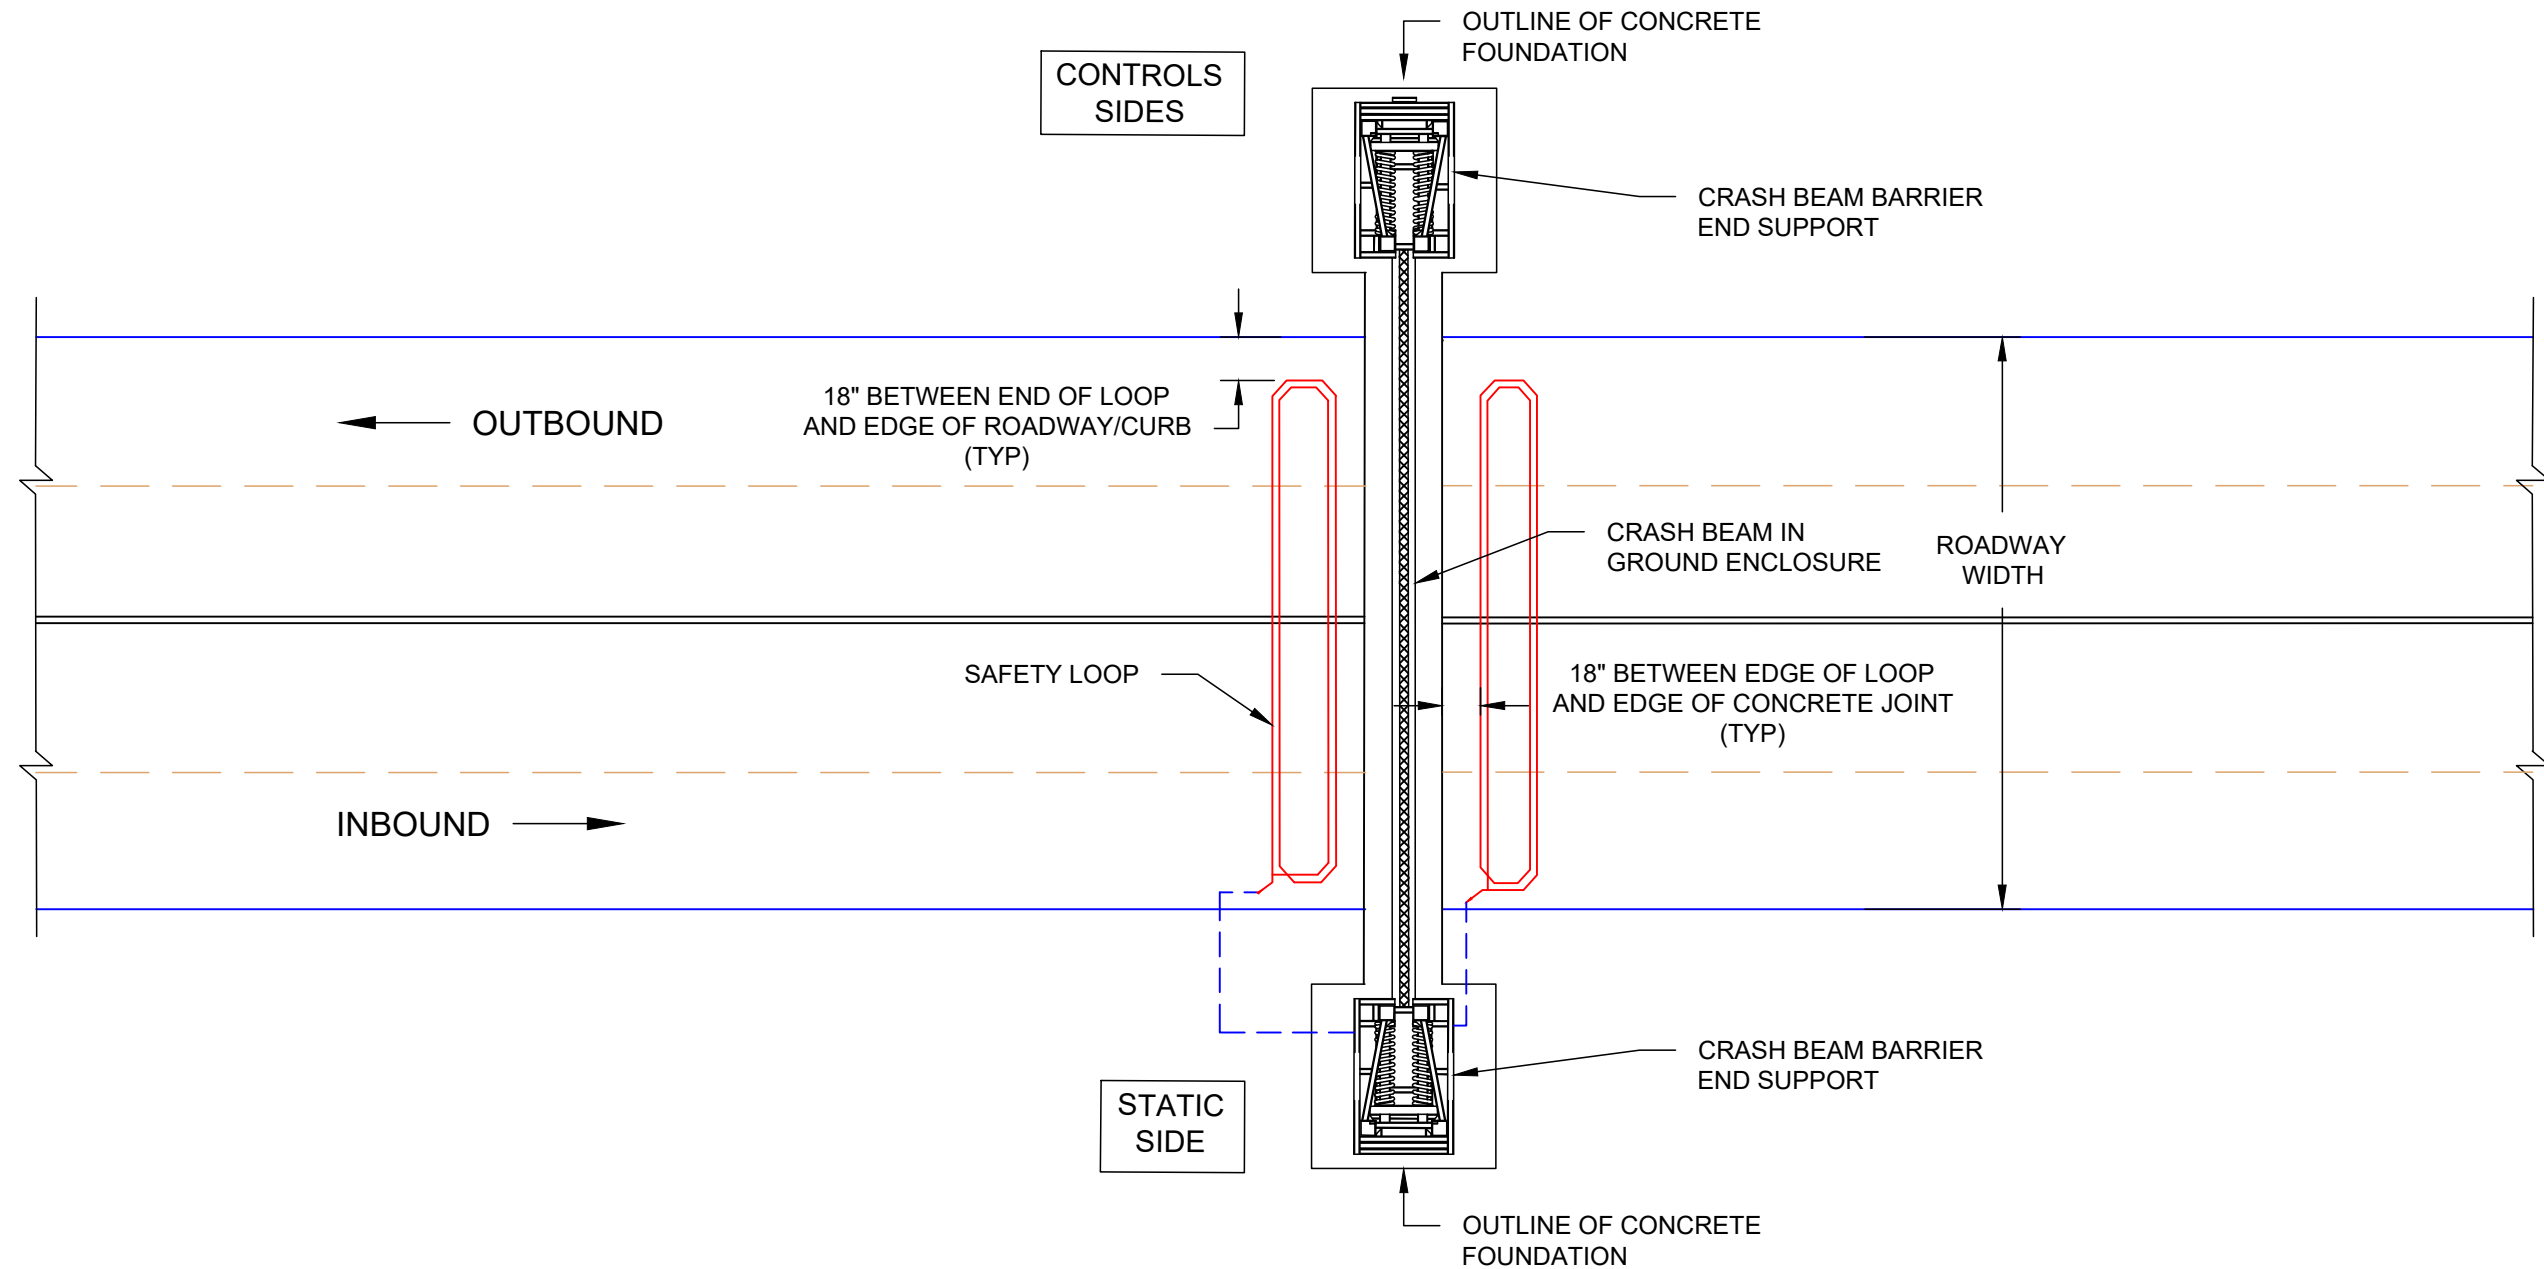 OUTLINE OF CONCRETE
FOUNDATION
CONTROLS
SIDES
CRASH BEAM BARRIER
END SUPPORT
18" BETWEEN END OF LOOP
AND EDGE OF ROADWAY/CURB
(TYP)
OUTBOUND
CRASH BEAM IN
GROUND ENCLOSURE
ROADWAY
WIDTH
SAFETY LOOP
18" BETWEEN EDGE OF LOOP
AND EDGE OF CONCRETE JOINT
(TYP)
INBOUND
CRASH BEAM BARRIER
END SUPPORT
STATIC
SIDE
OUTLINE OF CONCRETE
FOUNDATION